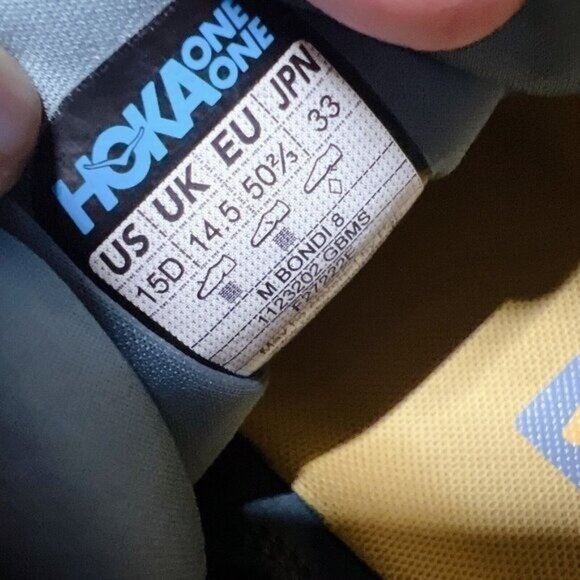 HOKA ONE ONE
US UK EU JPN
15D 14.5 50⅔ 33
M BONDI 8
1123202 GBMS